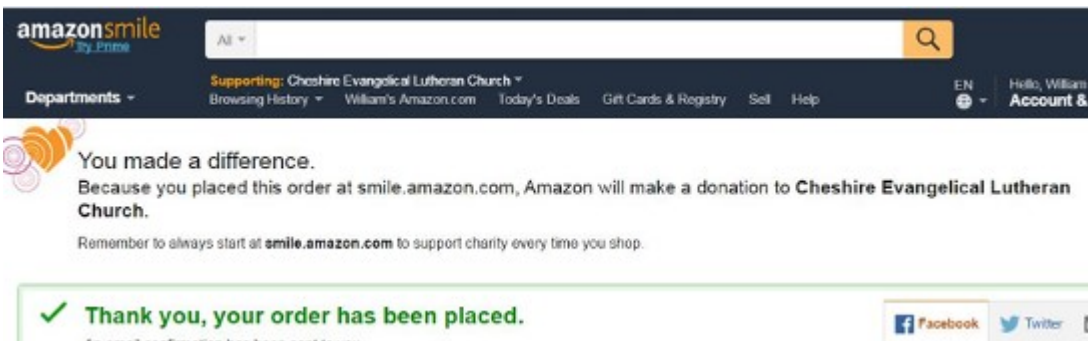 amazonsmile
Try Prime
All
Supporting: Cheshire Evangelical Lutheran Church
EN
Hello, William
Departments
Browsing History
William's Amazon.com
Today's Deals
Gift Cards & Registry
Sell
Help
Account &
You made a difference.
Because you placed this order at smile.amazon.com, Amazon will make a donation to Cheshire Evangelical Lutheran
Church.
Remember to always start at smile.amazon.com to support charity every time you shop.
Thank you, your order has been placed.
Facebook
Twitter